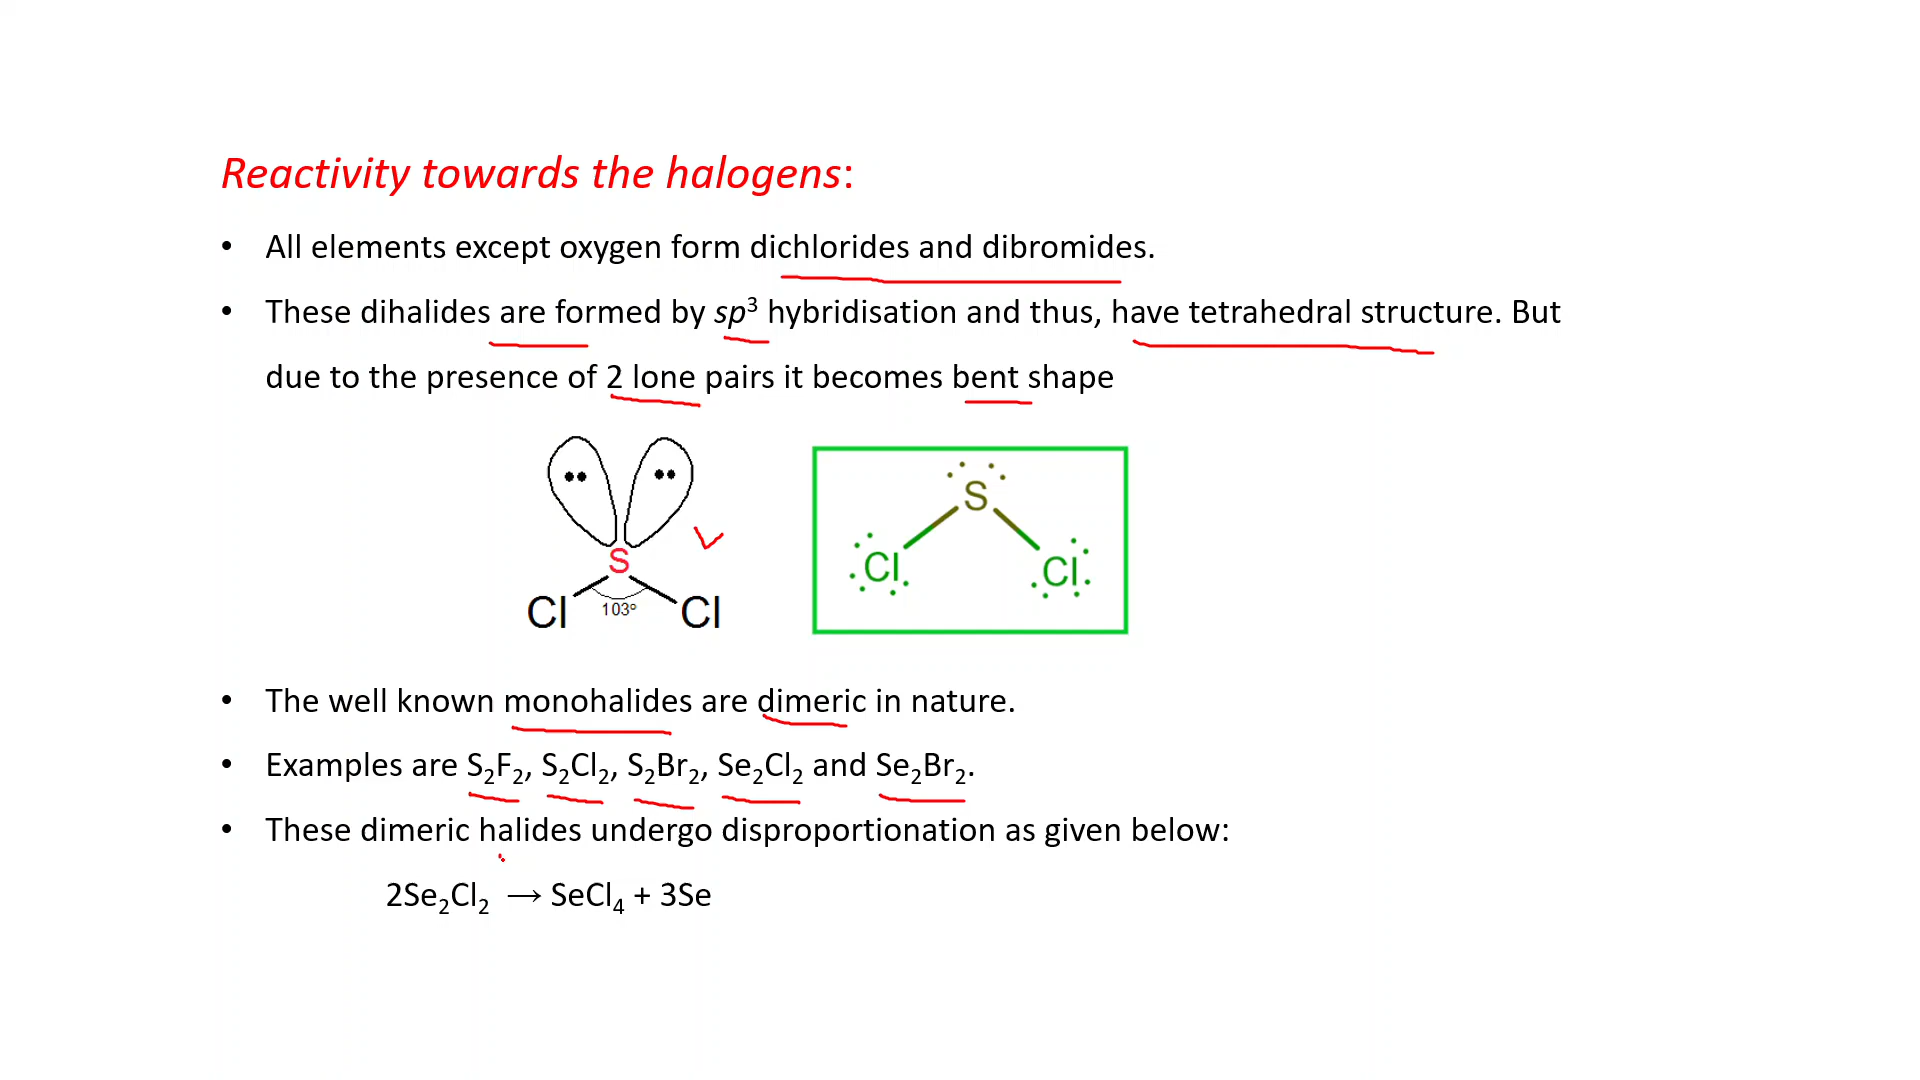 Reactivity towards the halogens:
• All elements except oxygen form dichlorides and dibromides.
• These dihalides are formed by sp³ hybridisation and thus, have tetrahedral structure. But
due to the presence of 2 lone pairs it becomes bent shape
S
Cl 103° Cl
S
Cl Cl
• The well known monohalides are dimeric in nature.
• Examples are S₂F₂, S₂Cl₂, S₂Br₂, Se₂Cl₂ and Se₂Br₂.
• These dimeric halides undergo disproportionation as given below:
2Se₂Cl₂ → SeCl₄ + 3Se